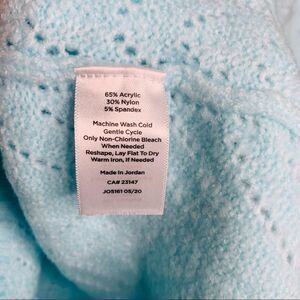 65% Acrylic
30% Nylon
5% Spandex
Machine Wash Cold
Gentle Cycle
Only Non-Chlorine Bleach
When Needed
Reshape, Lay Flat To Dry
Warm Iron, If Needed
Made In Jordan
CA# 23147
JO5161 05/20